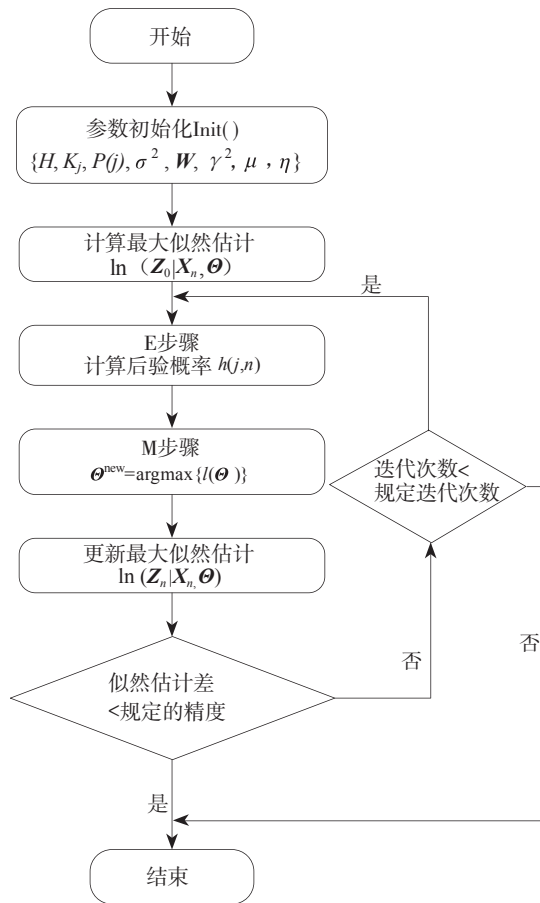 开始
参数初始化Init()
{H, K_j, P(j), σ², W, γ², μ, η}
计算最大似然估计
ln (Z₀|Xₙ,Θ)
是
E步骤
计算后验概率 h(j,n)
M步骤
Θ^new=argmax{l(Θ)}
迭代次数<
规定迭代次数
更新最大似然估计
ln (Zₙ|Xₙ,Θ)
否
否
似然估计差
<规定的精度
是
结束